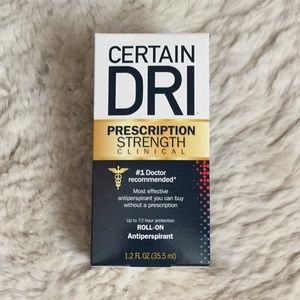 CERTAIN
DRI
PRESCRIPTION
STRENGTH
CLINICAL
#1 Doctor
recommended*
Most effective
antiperspirant you can buy
without a prescription
Up to 72 hour protection
ROLL-ON
Antiperspirant
1.2 FL OZ (35.5 ml)